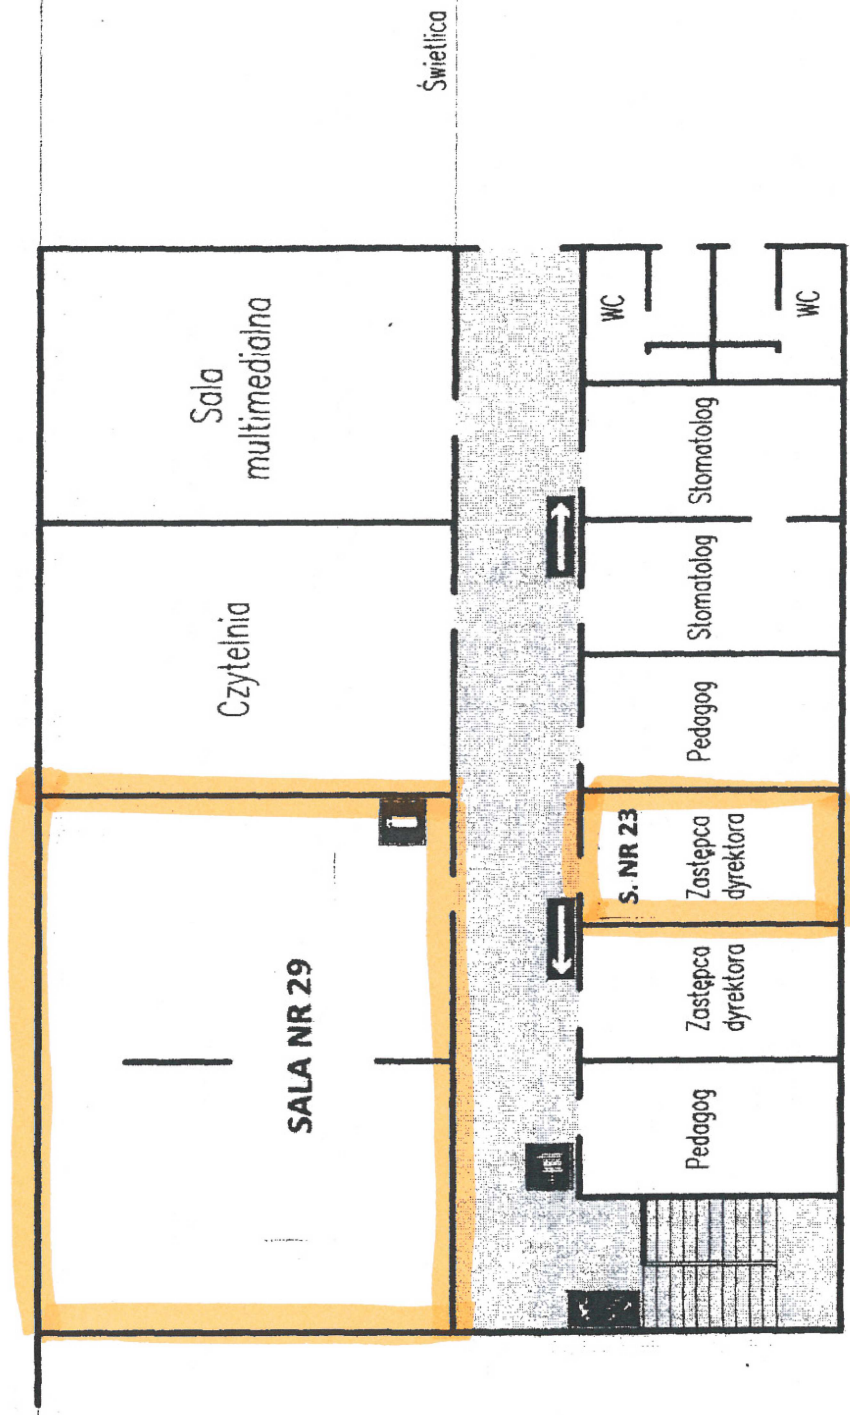 Świetlica
Sala
multimedialna
Czytelnia
SALA NR 29
WC
WC
Stomatolog
Stomatolog
Pedagog
S. NR 23
Zastępca
dyrektora
Zastępca
dyrektora
Pedagog